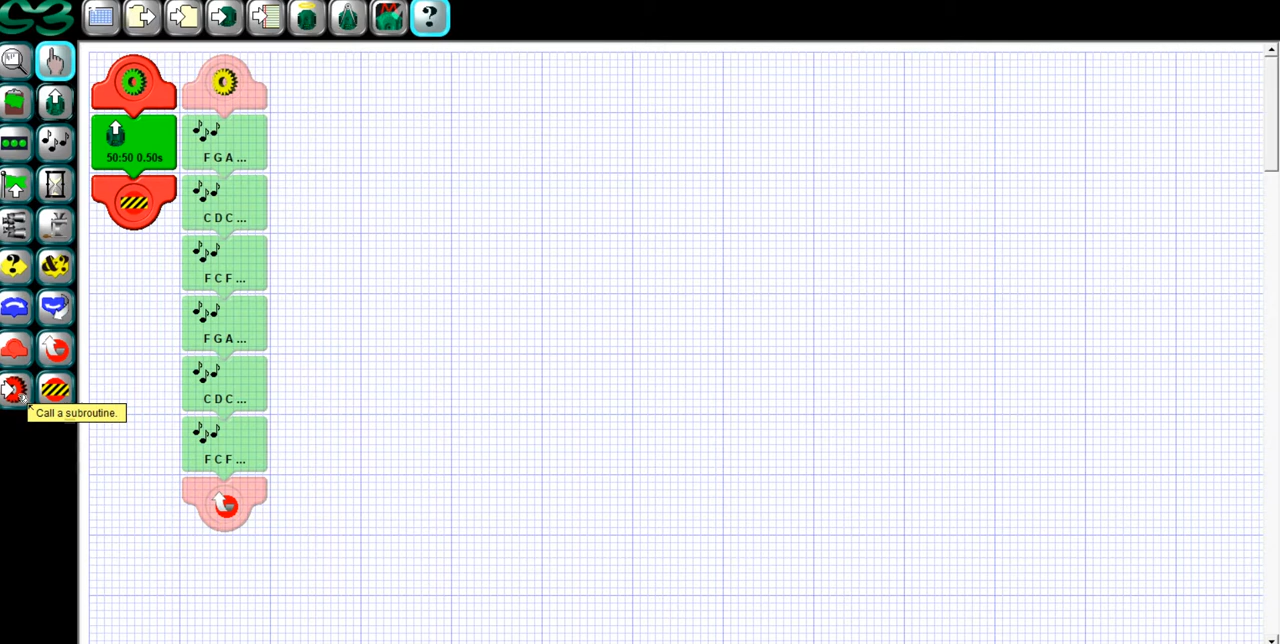 ?
50:50 0.50s
F G A ...
C D C ...
F C F ...
F G A ...
C D C ...
F C F ...
?
&?
Call a subroutine.